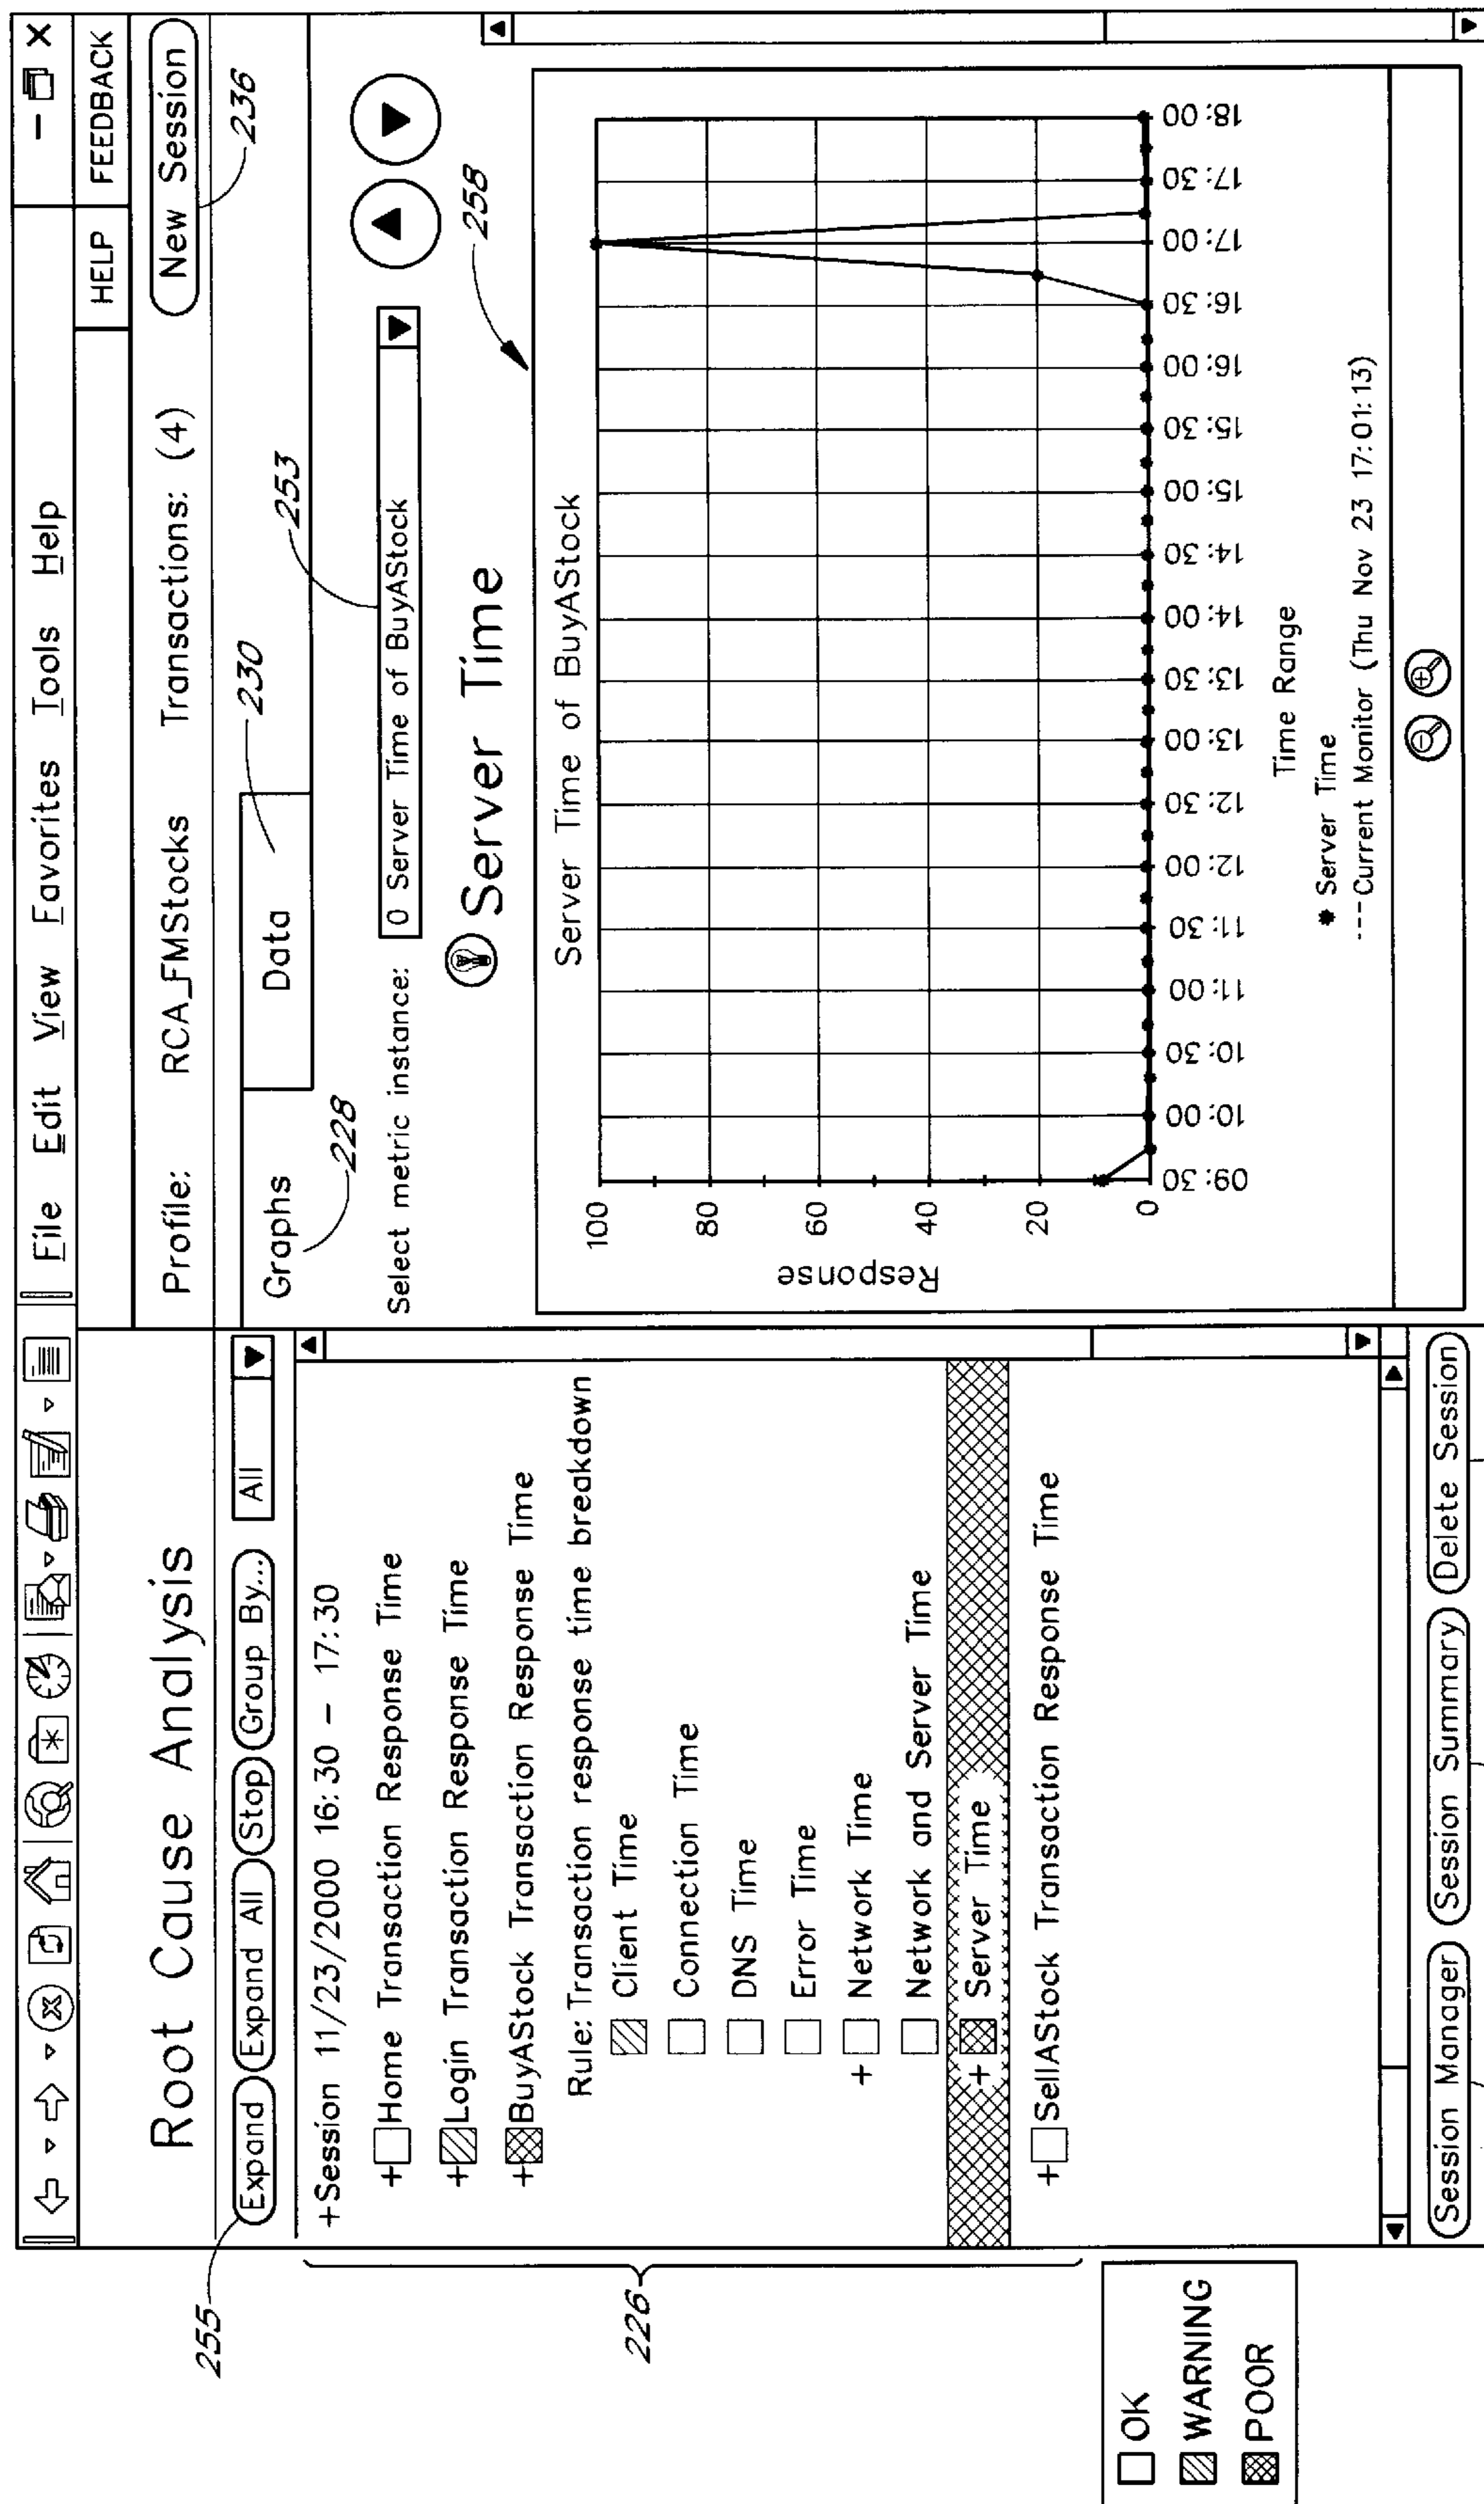 File Edit View Favorites Tools Help
HELP FEEDBACK
Root Cause Analysis
Profile: RCA_FMStocks Transactions: (4) New Session
236
255
Expand Expand All Stop Group By... All
Graphs Data
228
230
253
+Session 11/23/2000 16:30 - 17:30
+Home Transaction Response Time
+Login Transaction Response Time
+BuyAStock Transaction Response Time
Rule: Transaction response time breakdown
Client Time
Connection Time
DNS Time
Error Time
+ Network Time
Network and Server Time
+ Server Time
+SellAStock Transaction Response Time
226
Session Manager Session Summary Delete Session
OK
WARNING
POOR
Select metric instance: 0 Server Time of BuyAStock
Server Time
258
Server Time of BuyAStock
100
80
60
40
20
0
Response
09:30 10:00 10:30 11:00 11:30 12:00 12:30 13:00 13:30 14:00 14:30 15:00 15:30 16:00 16:30 17:00 17:30 18:00
Time Range
Server Time
---Current Monitor (Thu Nov 23 17:01:13)